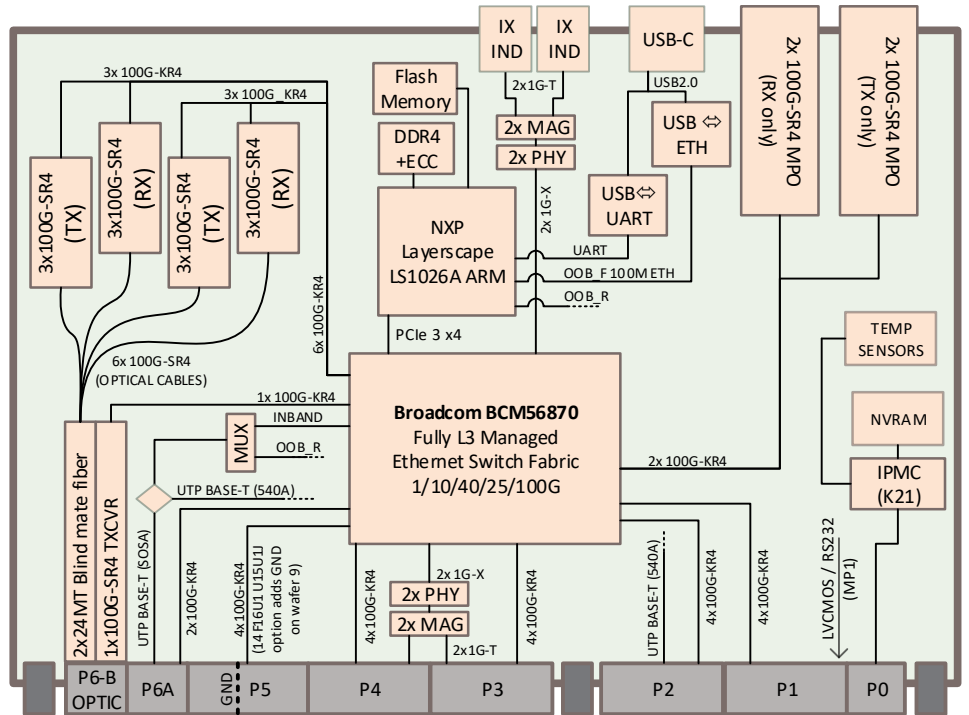 IX
IND
IX
IND
USB-C
2x 100G-SR4 MPO
(RX only)
2x 100G-SR4 MPO
(TX only)
3x 100G-KR4
3x 100G_KR4
Flash
Memory
DDR4
+ECC
2x1G-T
2x MAG
2x PHY
USB2.0
USB ⇔
ETH
USB⇔
UART
3x100G-SR4
(TX)
3x100G-SR4
(RX)
3x100G-SR4
(TX)
3x100G-SR4
(RX)
NXP
Layerscape
LS1026A ARM
2x 1G-X
UART
OOB_F 100M ETH
OOB_R
6x 100G-KR4
PCIe 3 x4
TEMP
SENSORS
6x 100G-SR4
(OPTICAL CABLES)
1x 100G-KR4
INBAND
MUX
OOB_R
Broadcom BCM56870
Fully L3 Managed
Ethernet Switch Fabric
1/10/40/25/100G
2x 100G-KR4
NVRAM
IPMC
(K21)
2x24MT Blind mate fiber
1x100G-SR4 TXCVR
UTP BASE-T (540A)
UTP BASE-T (SOSA)
2x100G-KR4
4x100G-KR4
(14 F16U1 U15U1J
option adds GND
on wafer 9)
4x100G-KR4
2x 1G-X
2x PHY
2x MAG
2x1G-T
4x100G-KR4
UTP BASE-T (540A)
4x100G-KR4
4x100G-KR4
LVCMOS / RS232
(MP1)
P6-B
OPTIC
P6A
GND
P5
P4
P3
P2
P1
P0